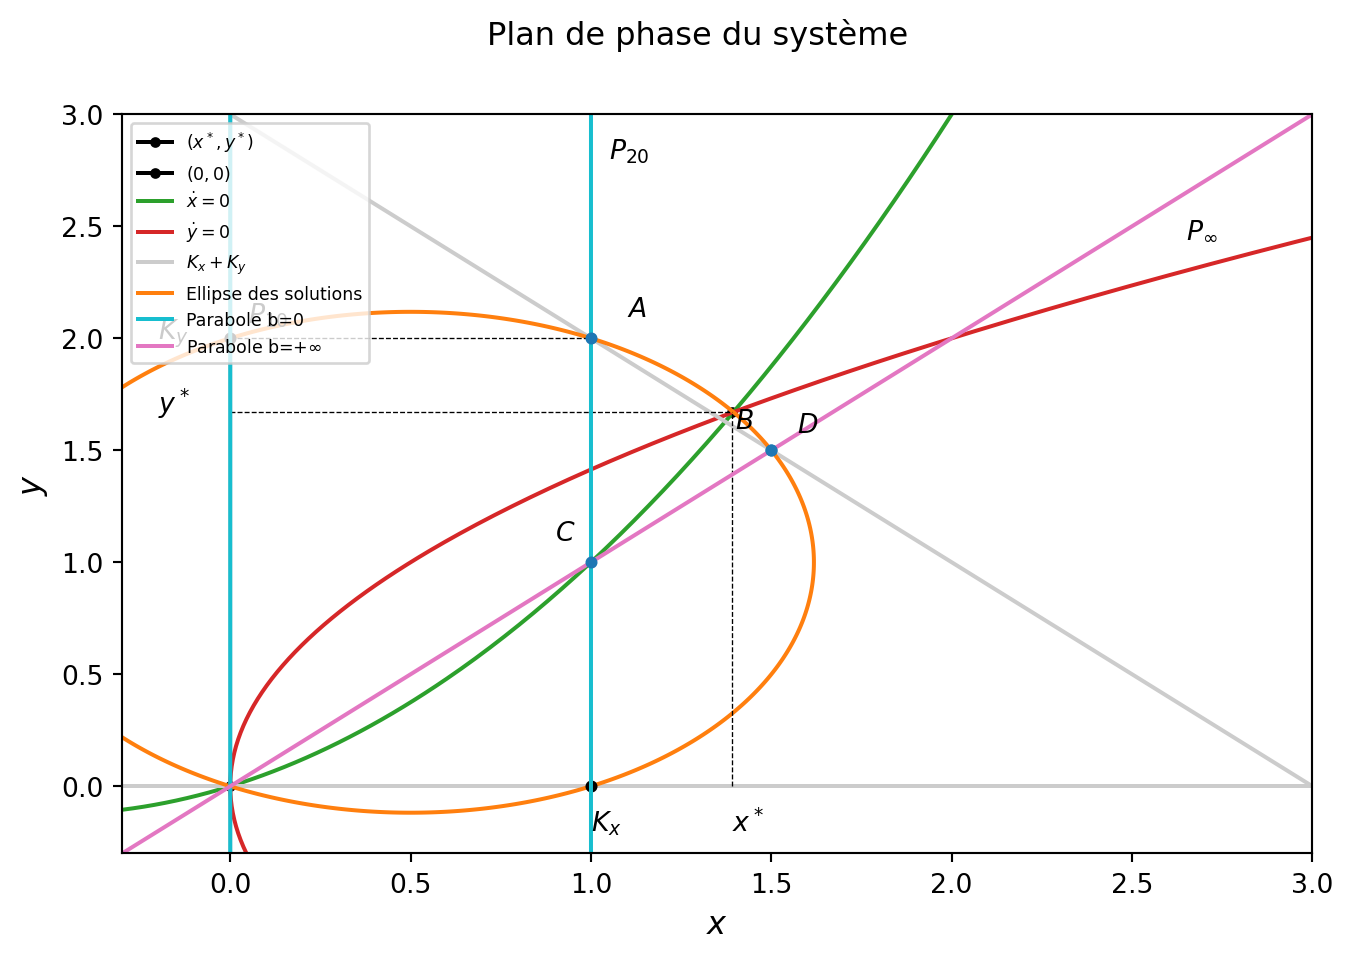 Plan de phase du système
3.0
2.5
2.0
1.5
1.0
0.5
0.0
y
(x*, y*)
(0, 0)
ẋ = 0
ẏ = 0
Kx + Ky
Ellipse des solutions
Parabole b=0
Parabole b=+∞
P20
P∞
A
Ky
y*
B
D
C
Kx
x*
0.0 0.5 1.0 1.5 2.0 2.5 3.0
x